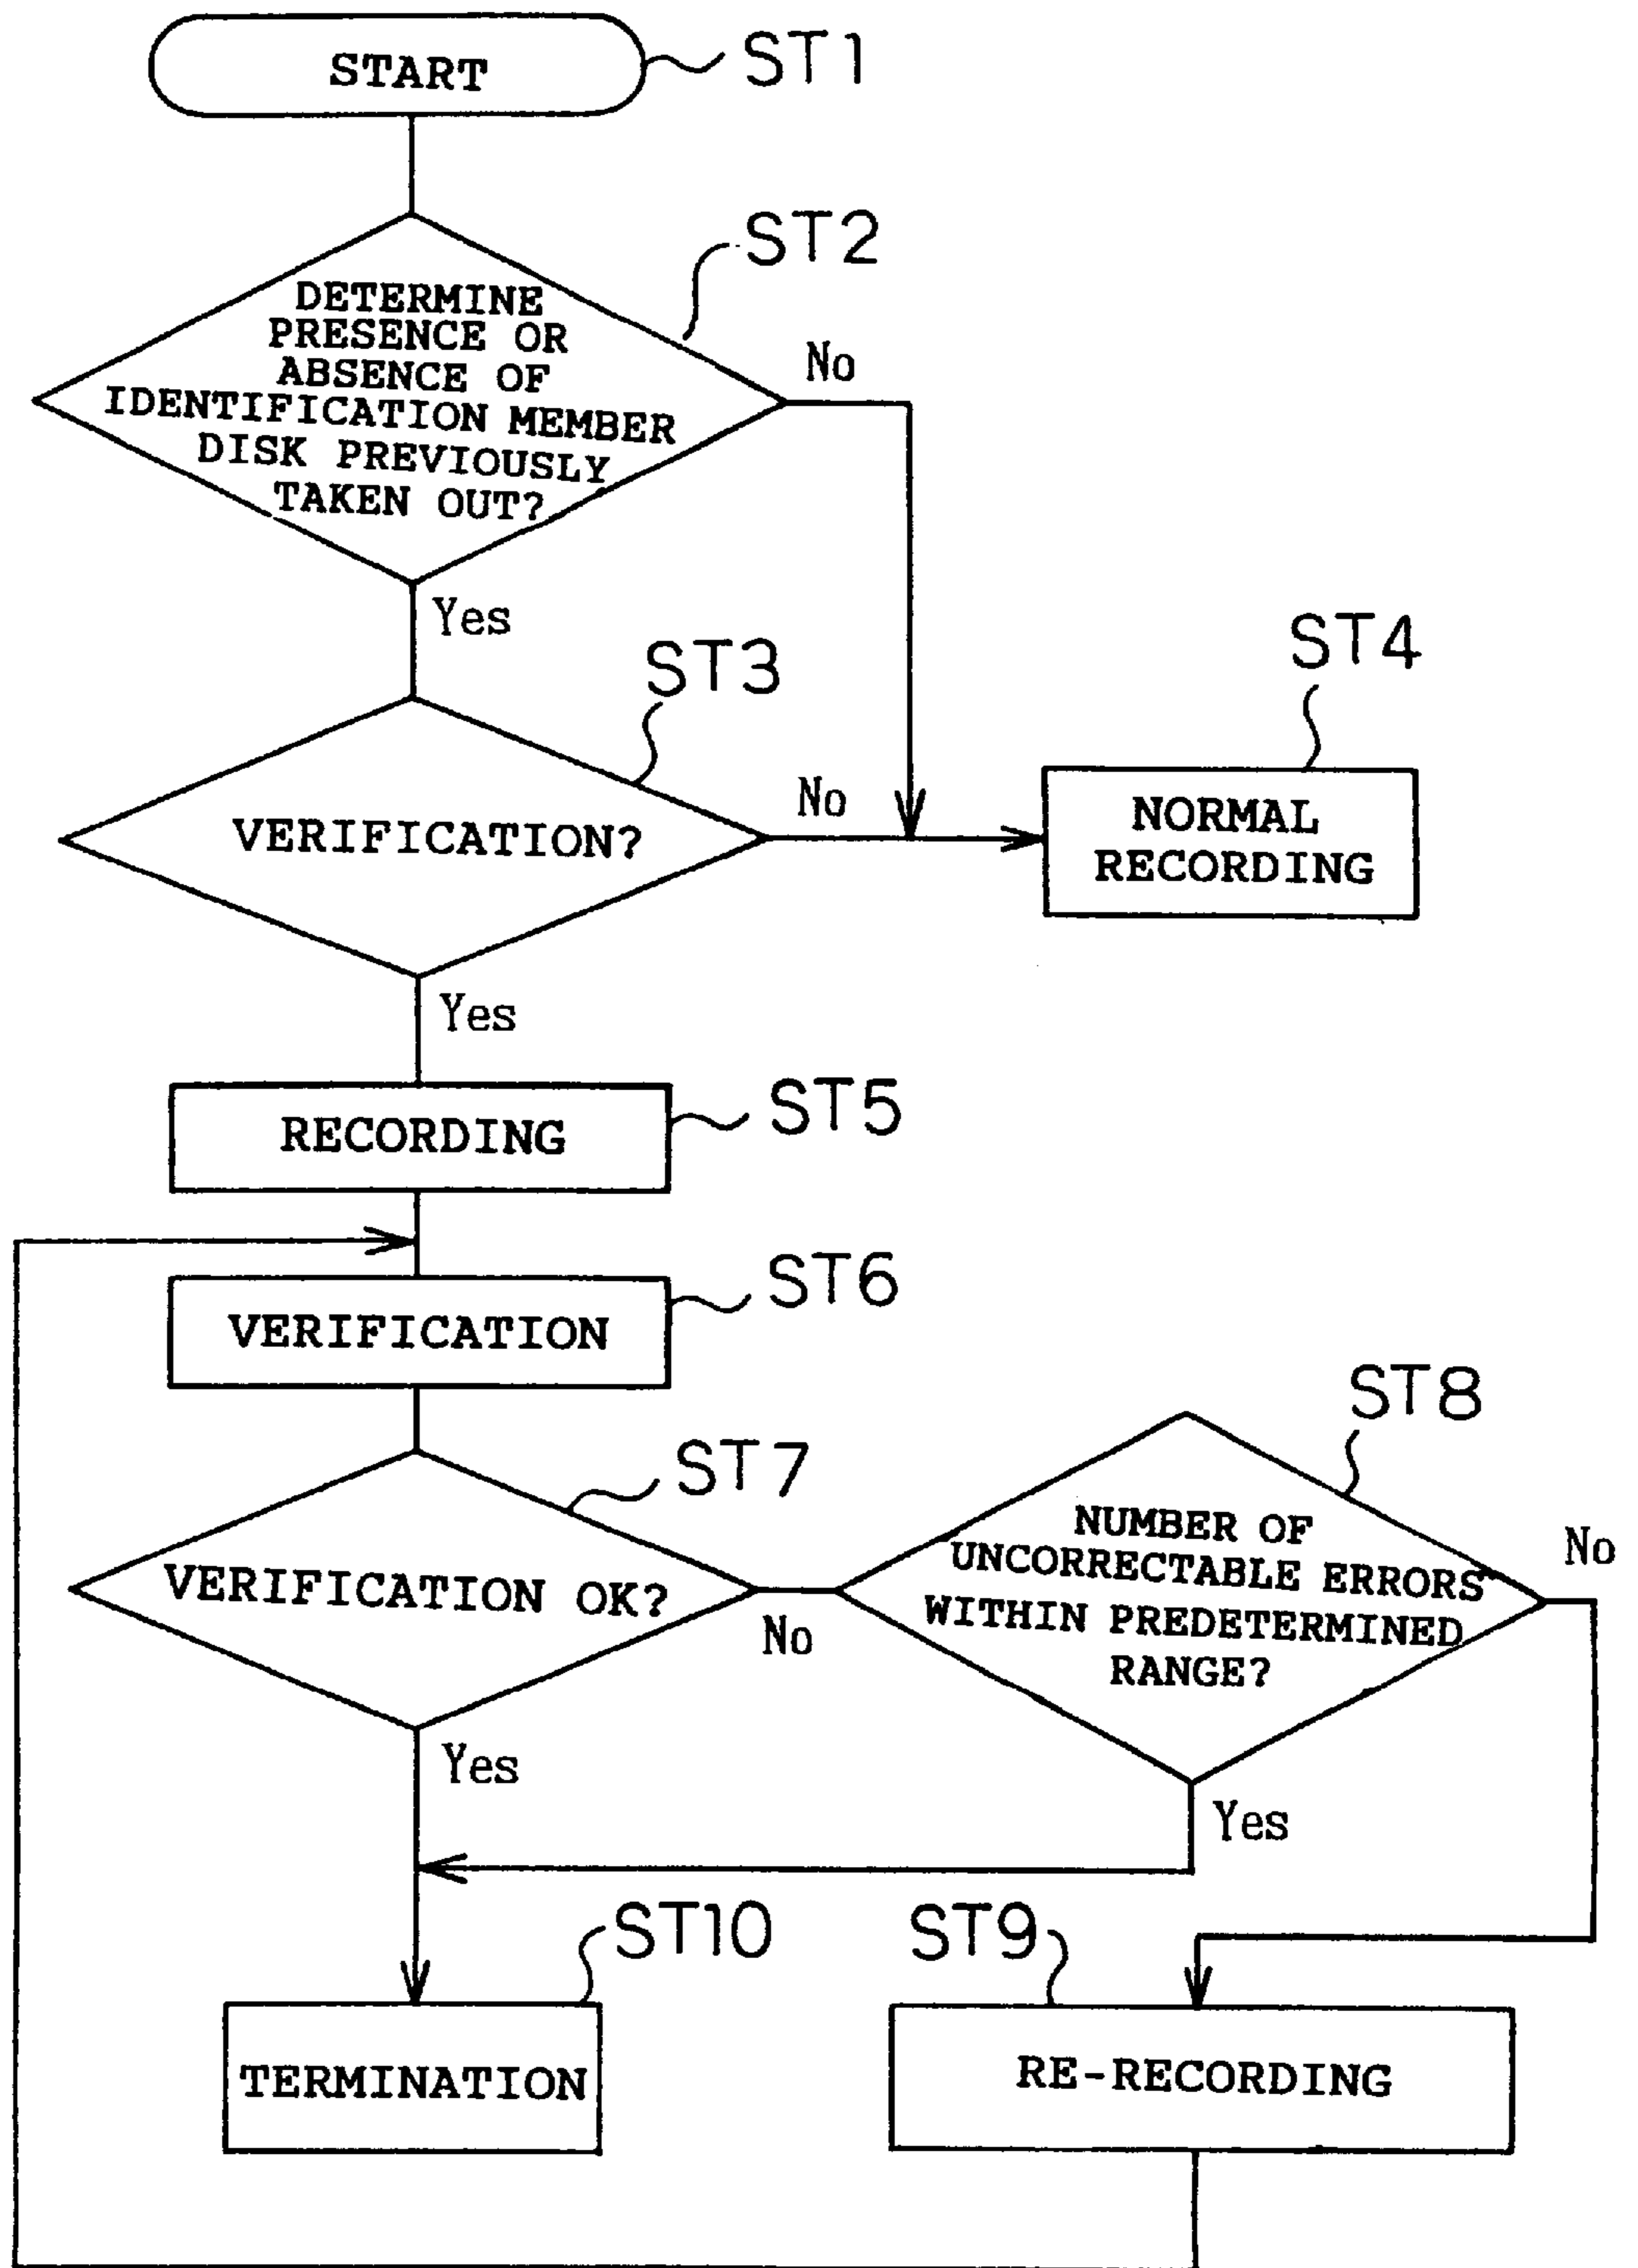 START
ST1
ST2
DETERMINE
PRESENCE OR
ABSENCE OF
IDENTIFICATION MEMBER
DISK PREVIOUSLY
TAKEN OUT?
No
Yes
ST3
ST4
VERIFICATION?
No
NORMAL
RECORDING
Yes
RECORDING
ST5
VERIFICATION
ST6
ST7
ST8
VERIFICATION OK?
No
NUMBER OF
UNCORRECTABLE ERRORS
WITHIN PREDETERMINED
RANGE?
No
Yes
Yes
ST10
ST9
TERMINATION
RE-RECORDING